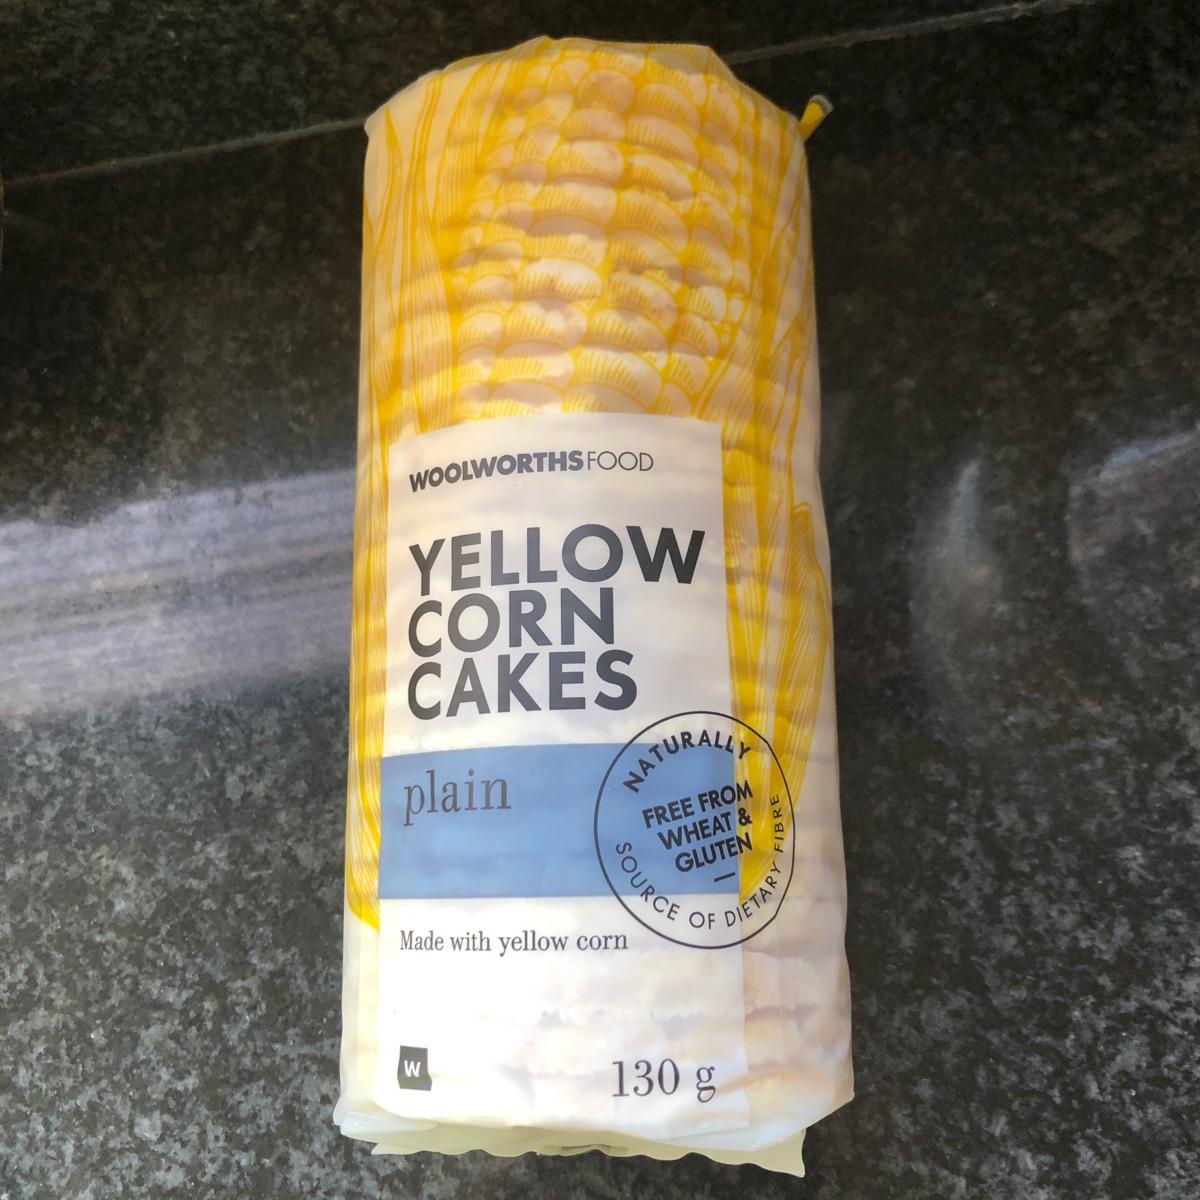 WOOLWORTHSFOOD
YELLOW
CORN
CAKES
plain
NATURALLY
FREE FROM
WHEAT &
GLUTEN
SOURCE OF DIETARY FIBRE
Made with yellow corn
W
130 g